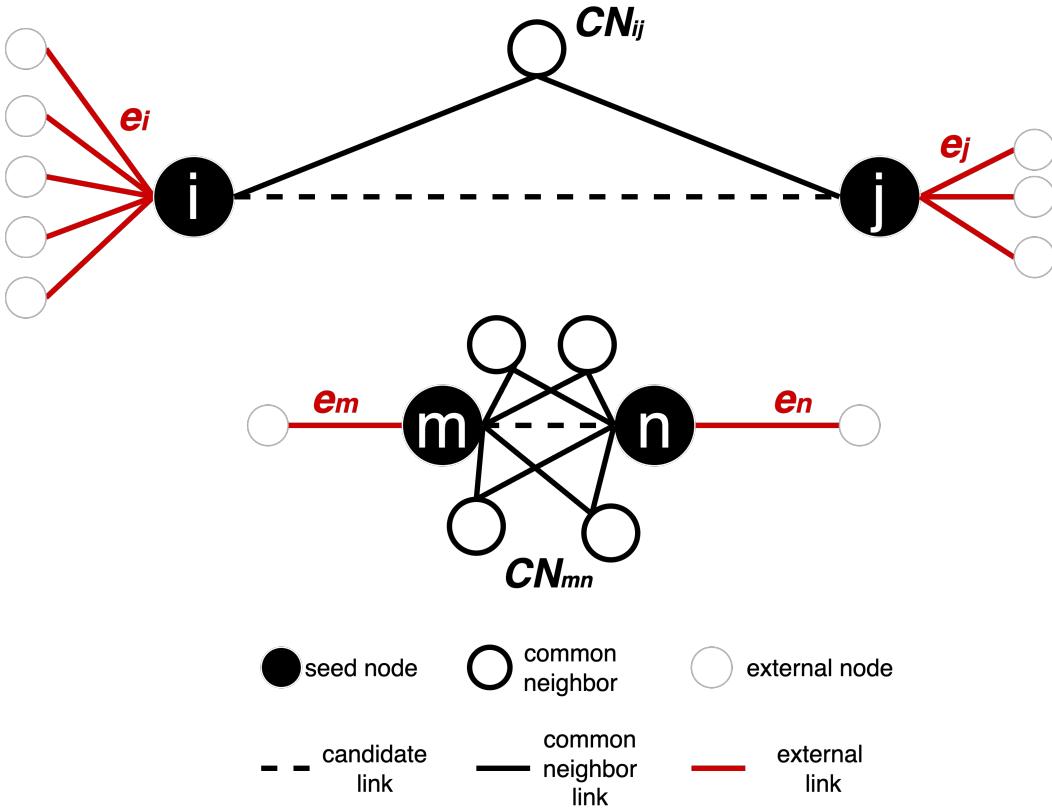 CNij
ei
ej
i
j
em
m
n
en
CNmn
seed node
common
neighbor
external node
candidate
link
common
neighbor
link
external
link